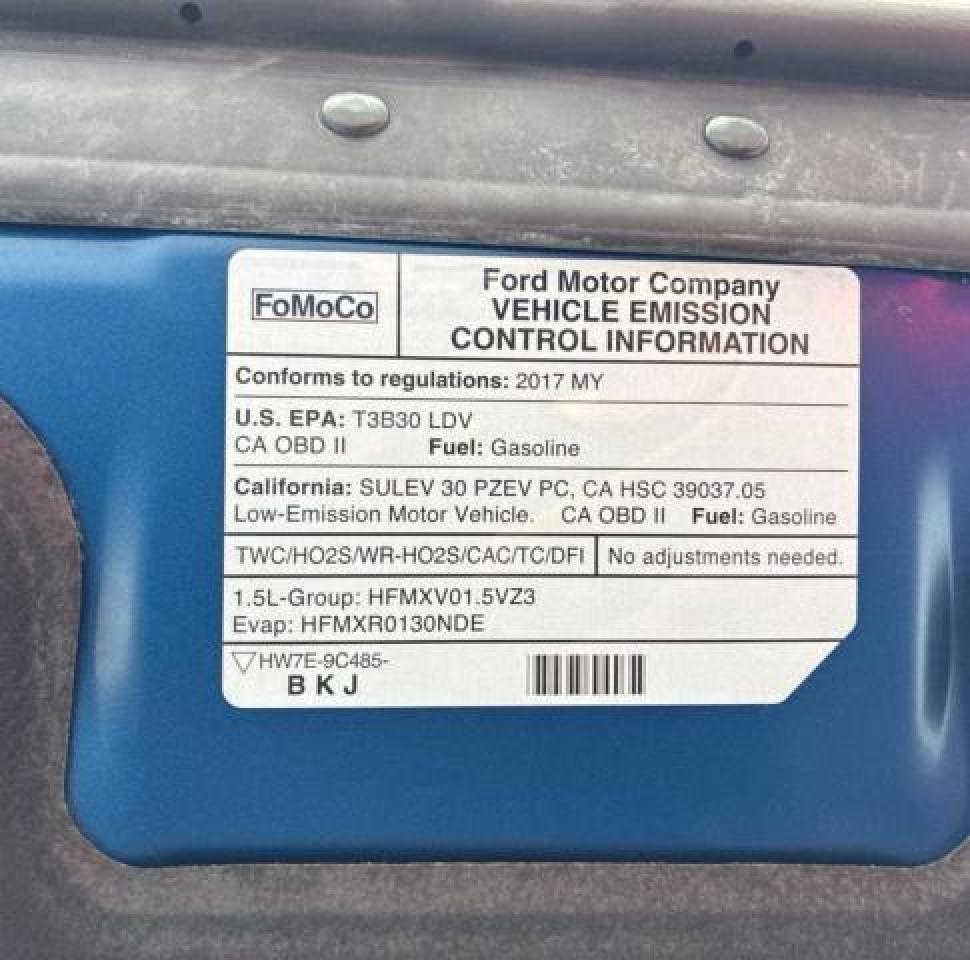 FoMoCo
Ford Motor Company
VEHICLE EMISSION
CONTROL INFORMATION
Conforms to regulations: 2017 MY
U.S. EPA: T3B30 LDV
CA OBD II Fuel: Gasoline
California: SULEV 30 PZEV PC, CA HSC 39037.05
Low-Emission Motor Vehicle. CA OBD II Fuel: Gasoline
TWC/HO2S/WR-HO2S/CAC/TC/DFI No adjustments needed.
1.5L-Group: HFMXV01.5VZ3
Evap: HFMXR0130NDE
HW7E-9C485-
B K J